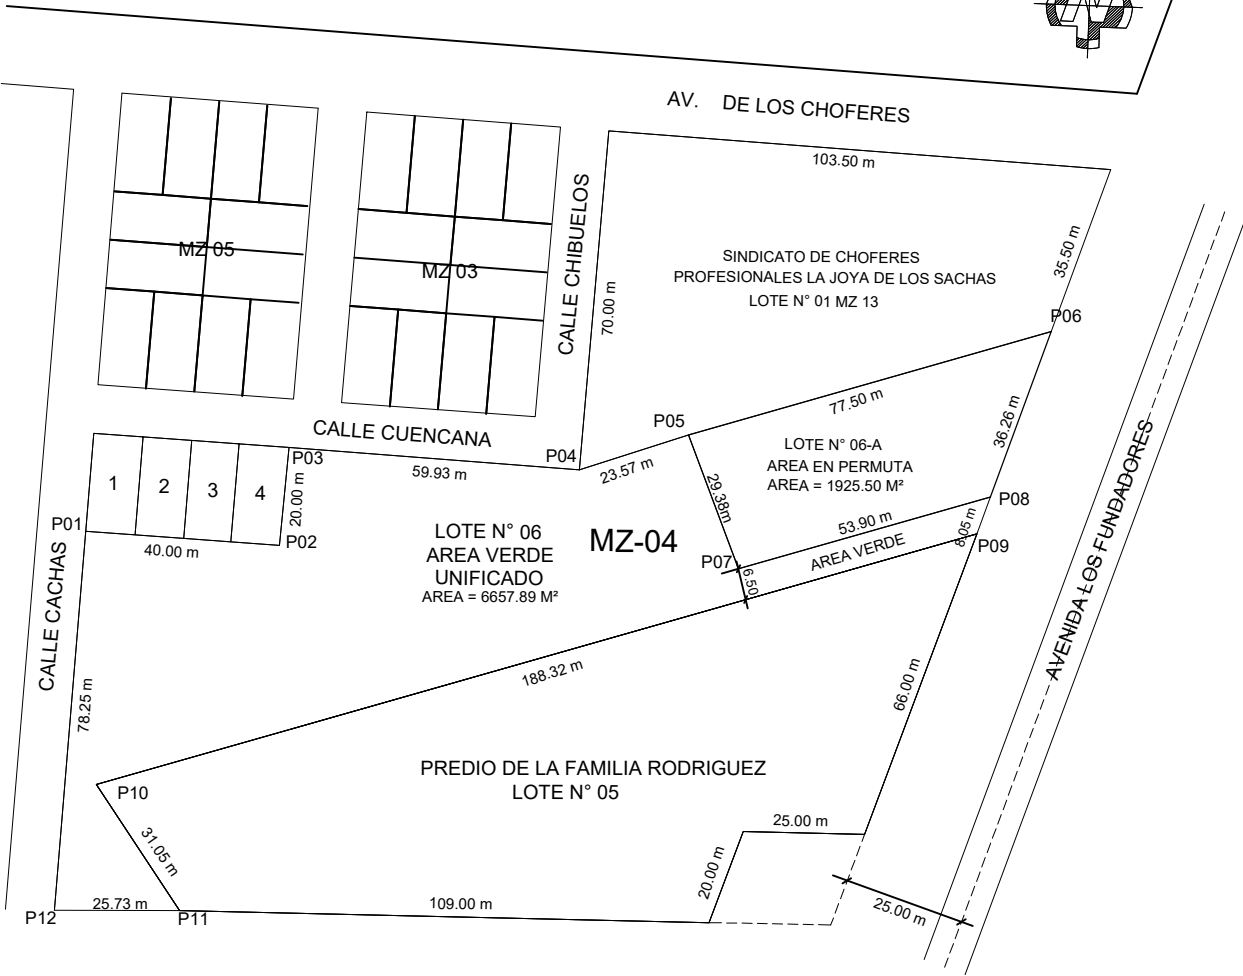 AV. DE LOS CHOFERES
103.50 m
MZ 05
MZ 03
CALLE CHIBUELOS
70.00 m
SINDICATO DE CHOFERES
PROFESIONALES LA JOYA DE LOS SACHAS
LOTE N° 01 MZ 13
35.50 m
P06
77.50 m
36.26 m
CALLE CUENCANA
P05
P04
P03
59.93 m
23.57 m
20.00 m
1
2
3
4
LOTE N° 06-A
AREA EN PERMUTA
AREA = 1925.50 M²
29.38m
P01
40.00 m
P02
LOTE N° 06
AREA VERDE
UNIFICADO
AREA = 6657.89 M²
MZ-04
53.90 m
P08
8.05 m
P09
P07
AREA VERDE
6.50
CALLE CACHAS
AVENIDA LOS FUNDADORES
78.25 m
188.32 m
66.00 m
P10
PREDIO DE LA FAMILIA RODRIGUEZ
LOTE N° 05
31.05 m
25.00 m
20.00 m
P12
25.73 m
P11
109.00 m
25.00 m